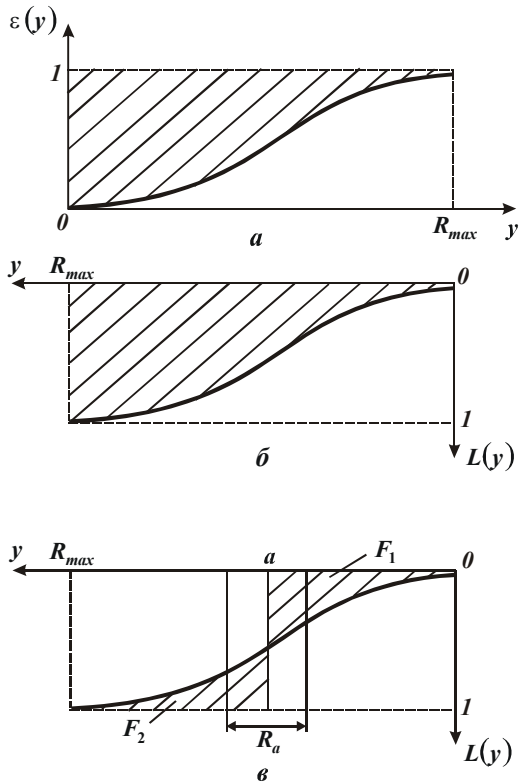 ε(y)
1
0
а
R_max
y
y
R_max
0
1
б
L(y)
y
R_max
a
F_1
0
F_2
R_a
1
L(y)
в